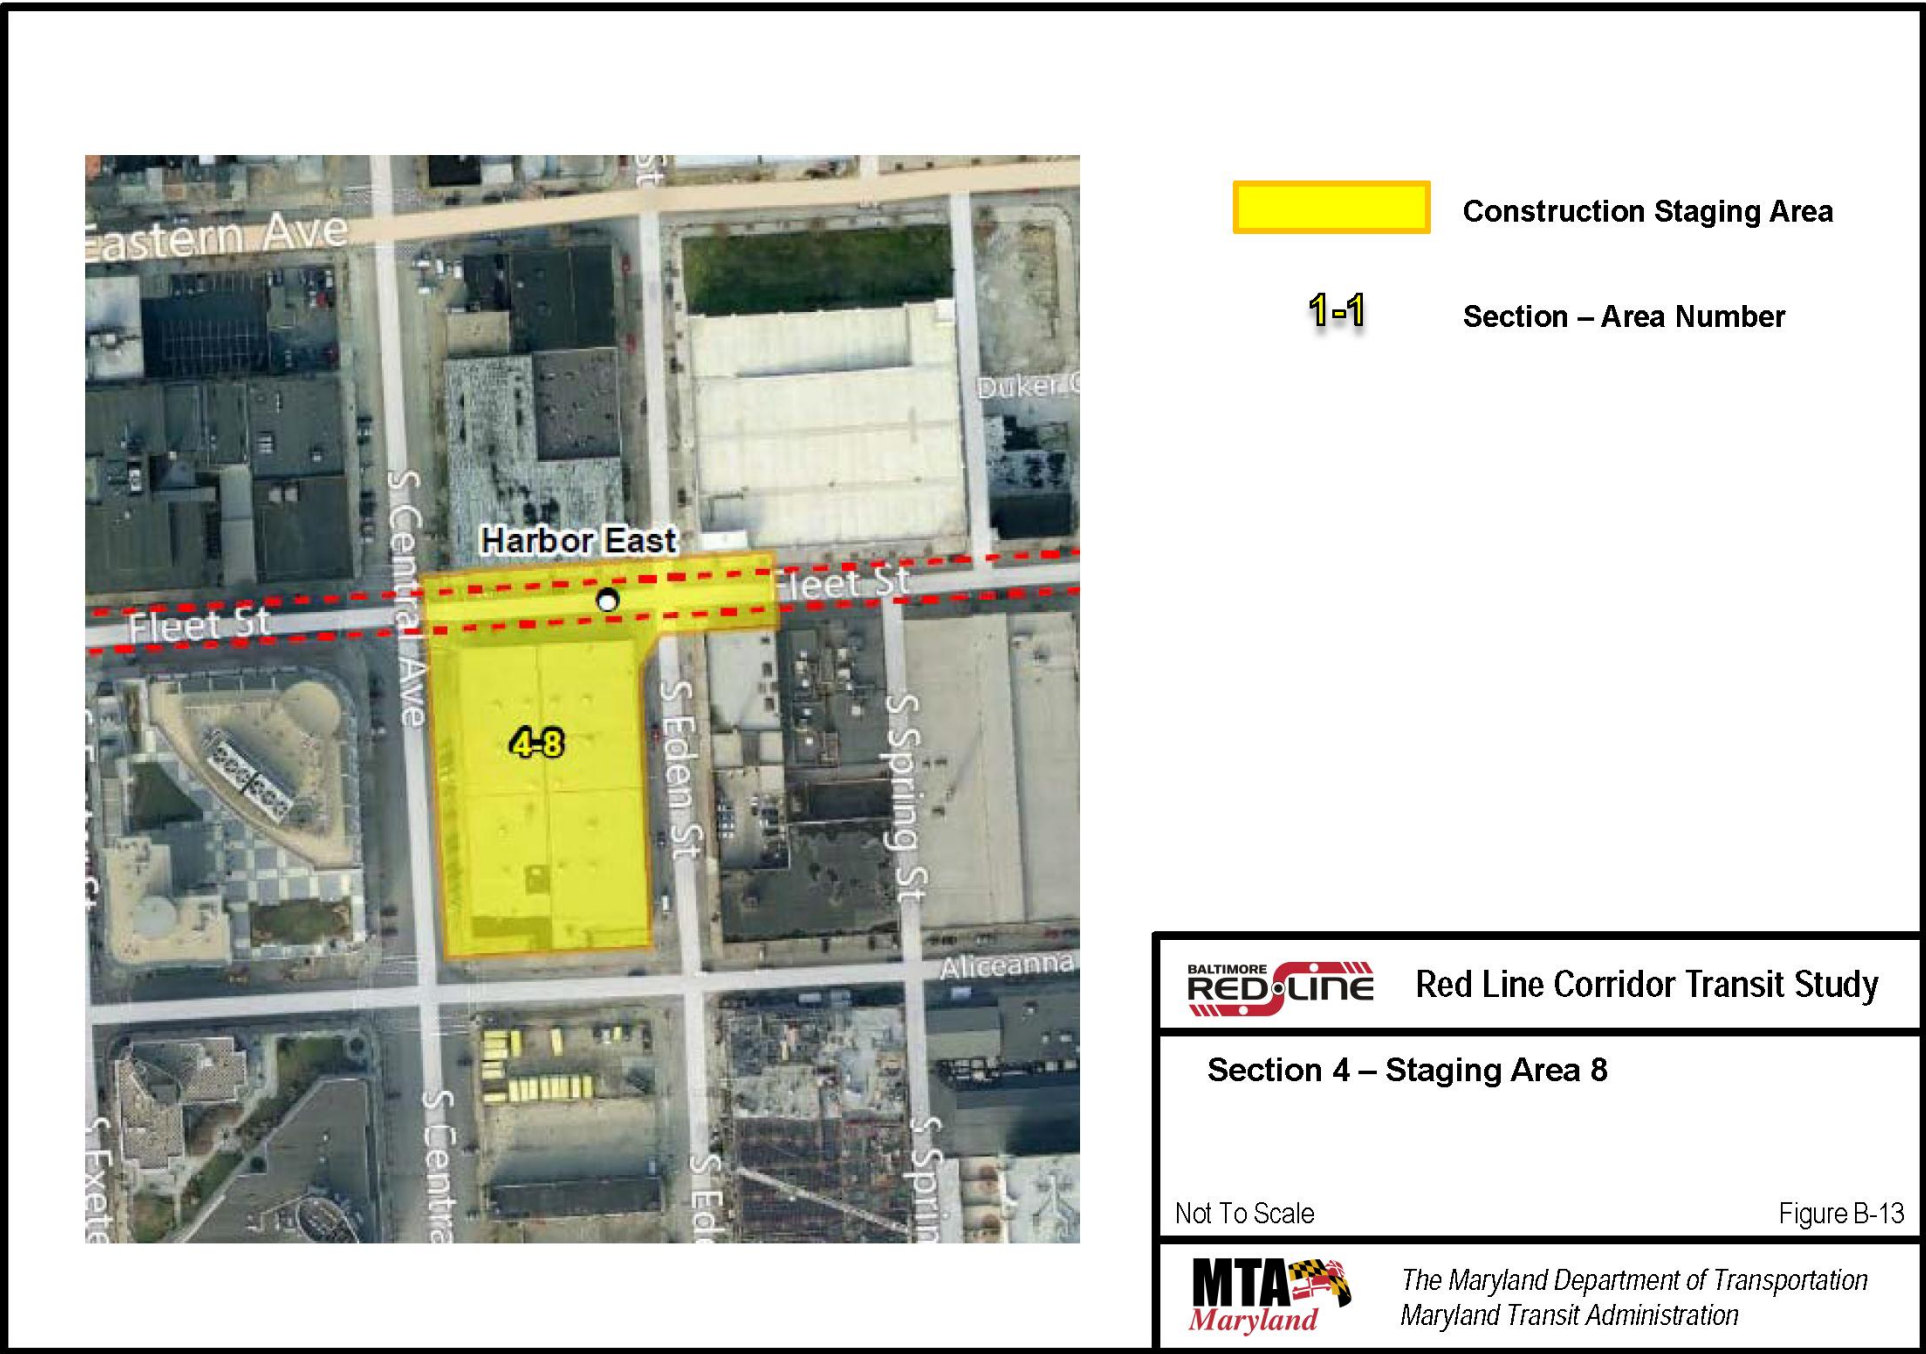 St
Eastern Ave
Duker
S Central Ave
Harbor East
Fleet St
Fleet St
4-8
S Eden St
S Spring St
Aliceanna
S Exete
S Centra
S Ed
S Sprin
Construction Staging Area
1-1
Section – Area Number
BALTIMORE
RED LINE
Red Line Corridor Transit Study
Section 4 – Staging Area 8
Not To Scale
Figure B-13
MTA
Maryland
The Maryland Department of Transportation
Maryland Transit Administration